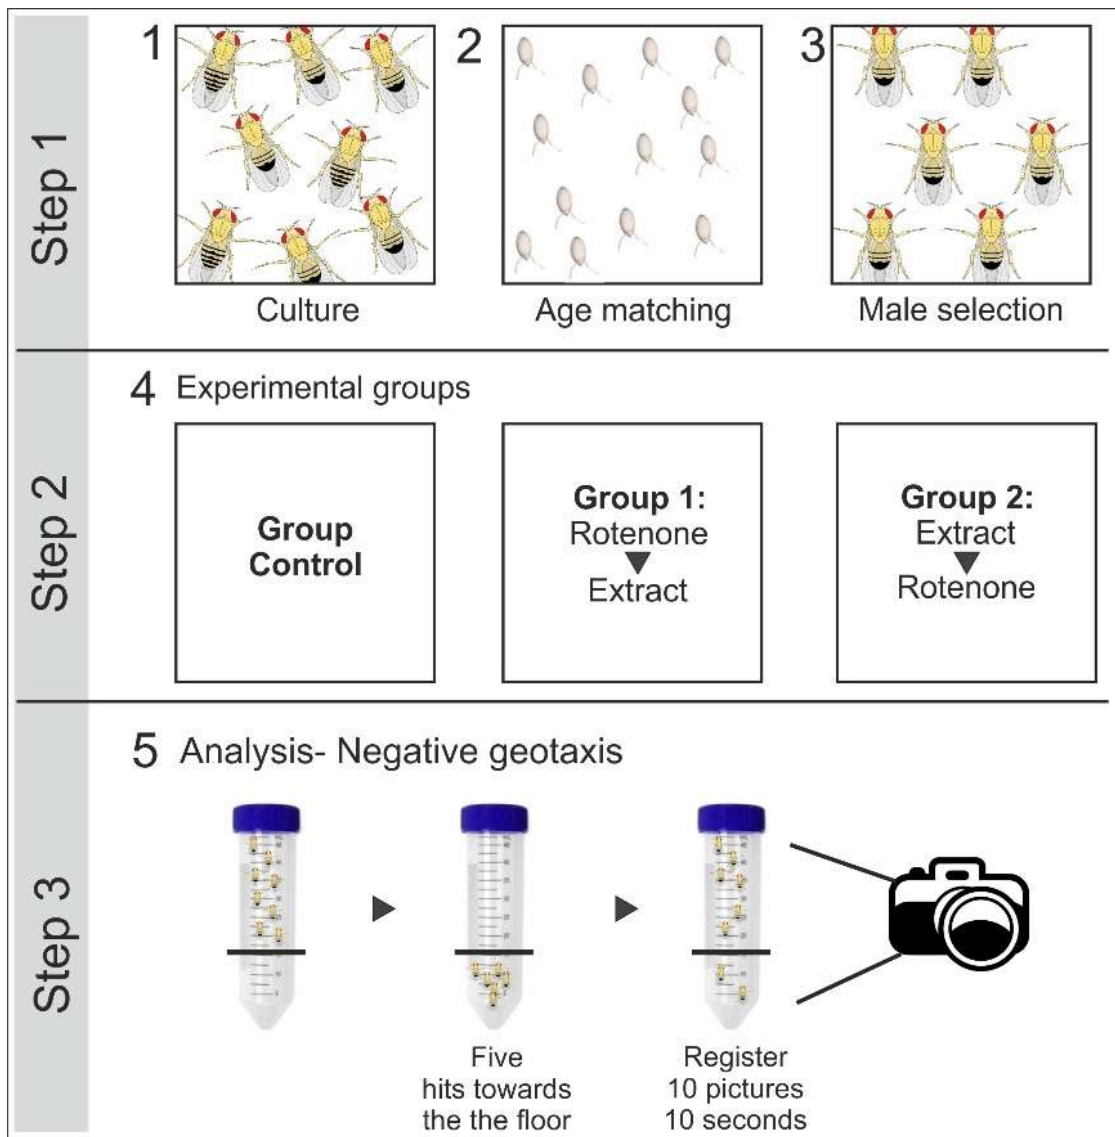 Step 1
1
2
3
Culture
Age matching
Male selection
Step 2
4 Experimental groups
Group
Control
Group 1:
Rotenone
Extract
Group 2:
Extract
Rotenone
Step 3
5 Analysis- Negative geotaxis
Five
hits towards
the the floor
Register
10 pictures
10 seconds